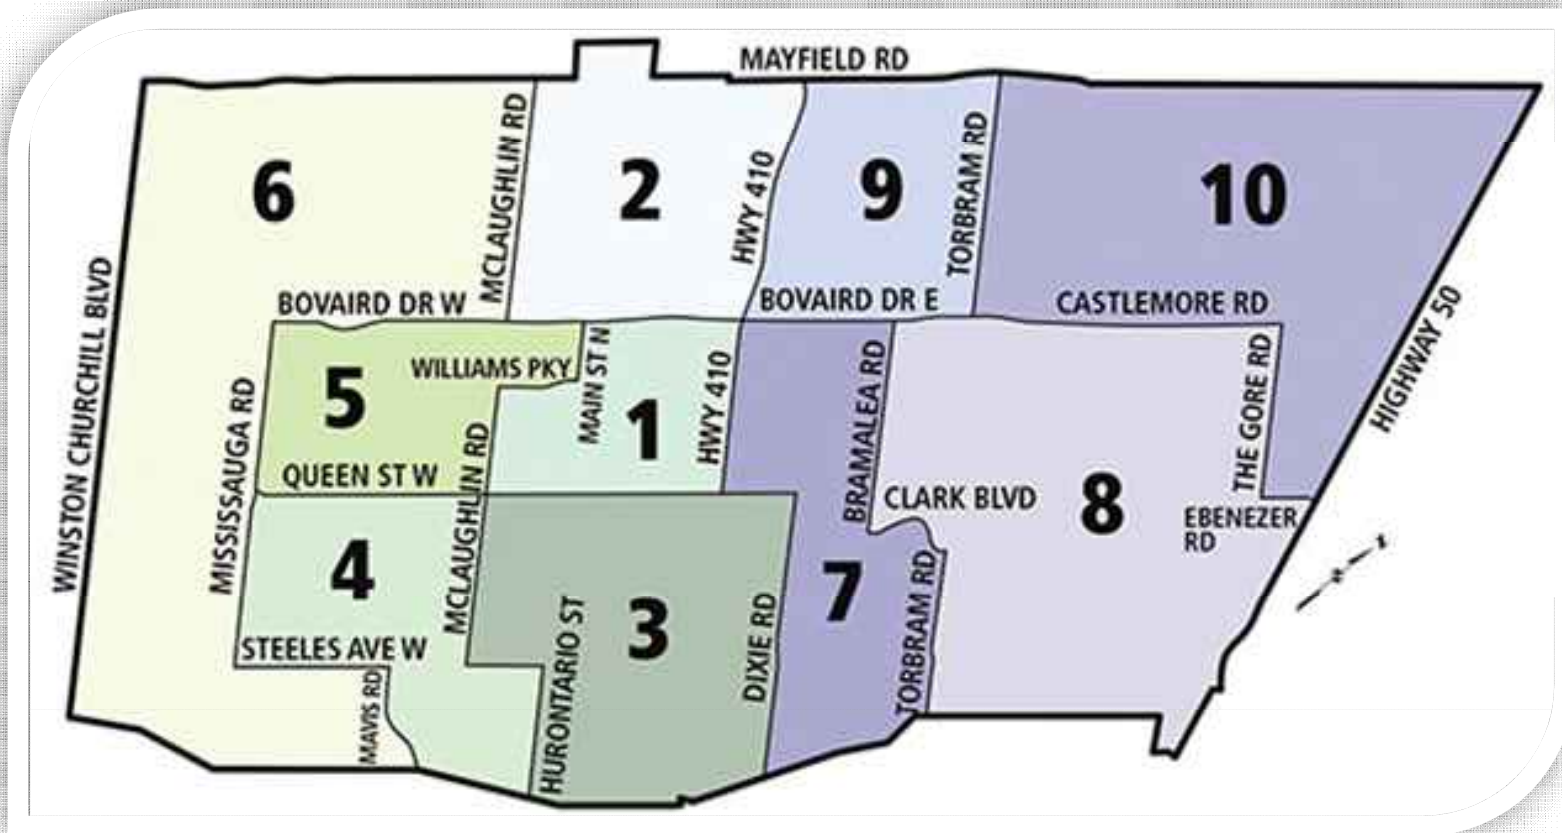 MAYFIELD RD
6
MCLAUGHLIN RD
2
HWY 410
9
TORBRAM RD
10
WINSTON CHURCHILL BLVD
BOVAIRD DR W
BOVAIRD DR E
CASTLEMORE RD
HIGHWAY 50
MISSISSAUGA RD
5
WILLIAMS PKY
MAIN ST N
1
HWY 410
BRAMALEA RD
THE GORE RD
QUEEN ST W
MCLAUGHLIN RD
CLARK BLVD
8
EBENEZER
RD
4
3
7
STEELES AVE W
MAVIS RD
HURONTARIO ST
DIXIE RD
TORBRAM RD